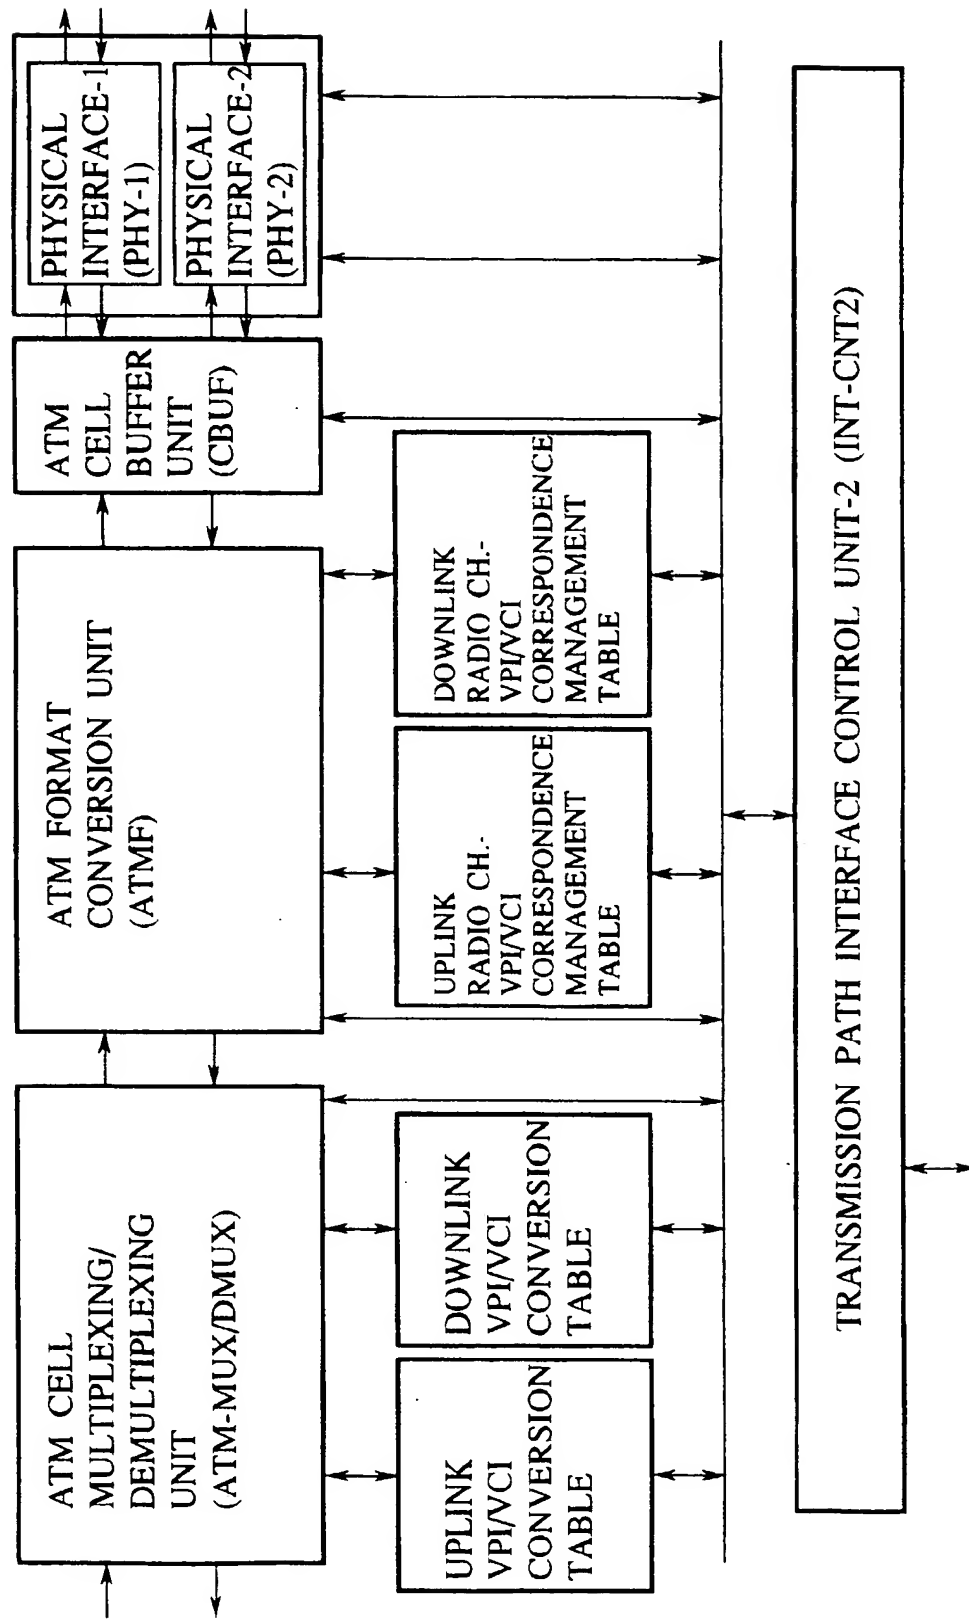 ATM CELL
MULTIPLEXING/
DEMULTIPLEXING
UNIT
(ATM-MUX/DMUX)
ATM FORMAT
CONVERSION UNIT
(ATMF)
ATM
CELL
BUFFER
UNIT
(CBUF)
PHYSICAL
INTERFACE-1
(PHY-1)
PHYSICAL
INTERFACE-2
(PHY-2)
UPLINK
VPI/VCI
CONVERSION
TABLE
DOWNLINK
VPI/VCI
CONVERSION
TABLE
UPLINK
RADIO CH.-
VPI/VCI
CORRESPONDENCE
MANAGEMENT
TABLE
DOWNLINK
RADIO CH.-
VPI/VCI
CORRESPONDENCE
MANAGEMENT
TABLE
TRANSMISSION PATH INTERFACE CONTROL UNIT-2 (INT-CNT2)